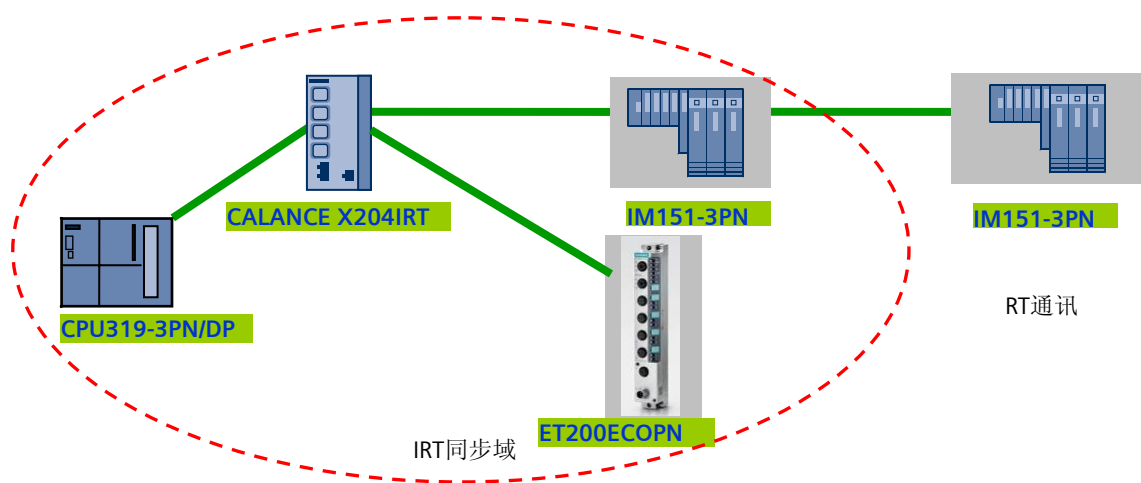 CALANCE X204IRT
IM151-3PN
IM151-3PN
CPU319-3PN/DP
RT通讯
ET200ECOPN
IRT同步域